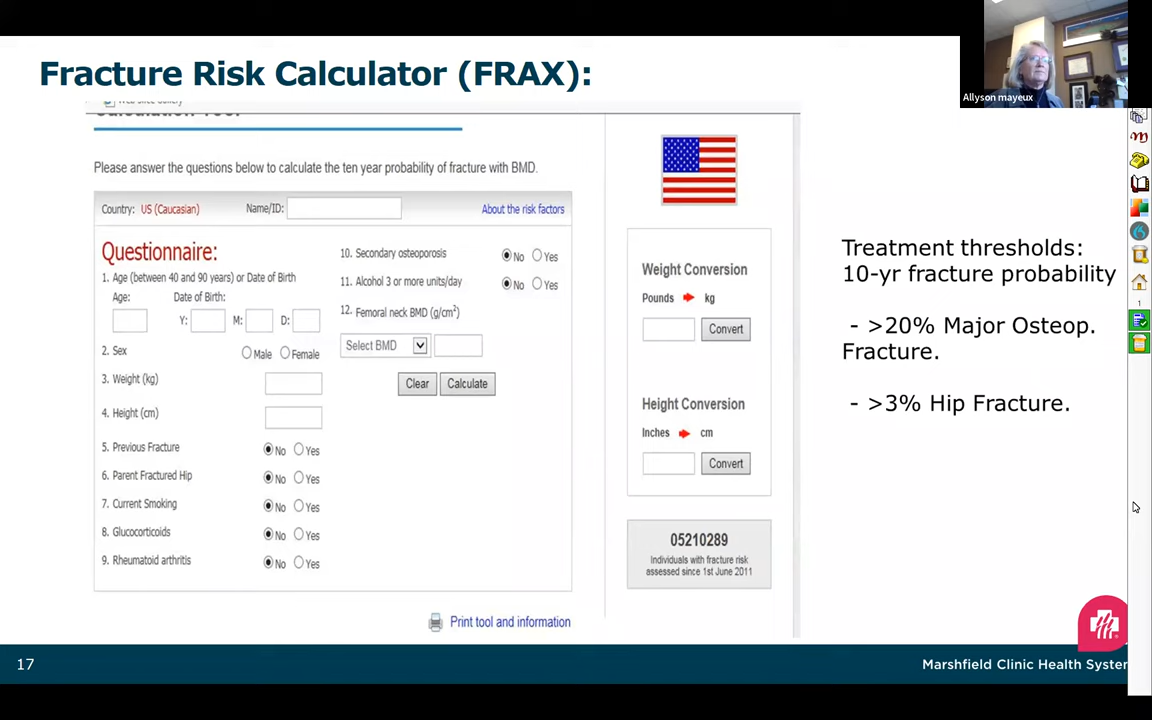 Fracture Risk Calculator (FRAX):
Allyson mayeux
Please answer the questions below to calculate the ten year probability of fracture with BMD.
Country: US (Caucasian) Name/ID: About the risk factors
Questionnaire:
1. Age (between 40 and 90 years) or Date of Birth
Age: Date of Birth:
Y: M: D:
2. Sex Male Female
3. Weight (kg)
4. Height (cm)
5. Previous Fracture No Yes
6. Parent Fractured Hip No Yes
7. Current Smoking No Yes
8. Glucocorticoids No Yes
9. Rheumatoid arthritis No Yes
10. Secondary osteoporosis No Yes
11. Alcohol 3 or more units/day No Yes
12. Femoral neck BMD (g/cm²)
Select BMD
Clear Calculate
Print tool and information
Weight Conversion
Pounds kg
Convert
Height Conversion
Inches cm
Convert
05210289
Individuals with fracture risk
assessed since 1st June 2011
Treatment thresholds:
10-yr fracture probability
- >20% Major Osteop.
Fracture.
- >3% Hip Fracture.
1
17
Marshfield Clinic Health System